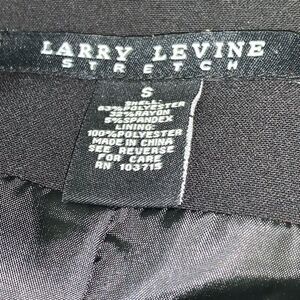 LARRY LEVINE
STRETCH
S
SHELL:
63%POLYESTER
32%RAYON
5%SPANDEX
LINING:
100%POLYESTER
MADE IN CHINA
SEE REVERSE
FOR CARE
RN 103715